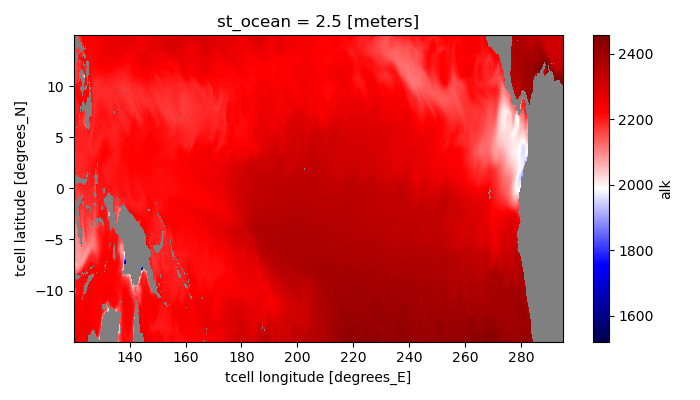 st_ocean = 2.5 [meters]
10
5
0
−5
−10
tcell latitude [degrees_N]
140 160 180 200 220 240 260 280
tcell longitude [degrees_E]
2400
2200
2000
1800
1600
alk